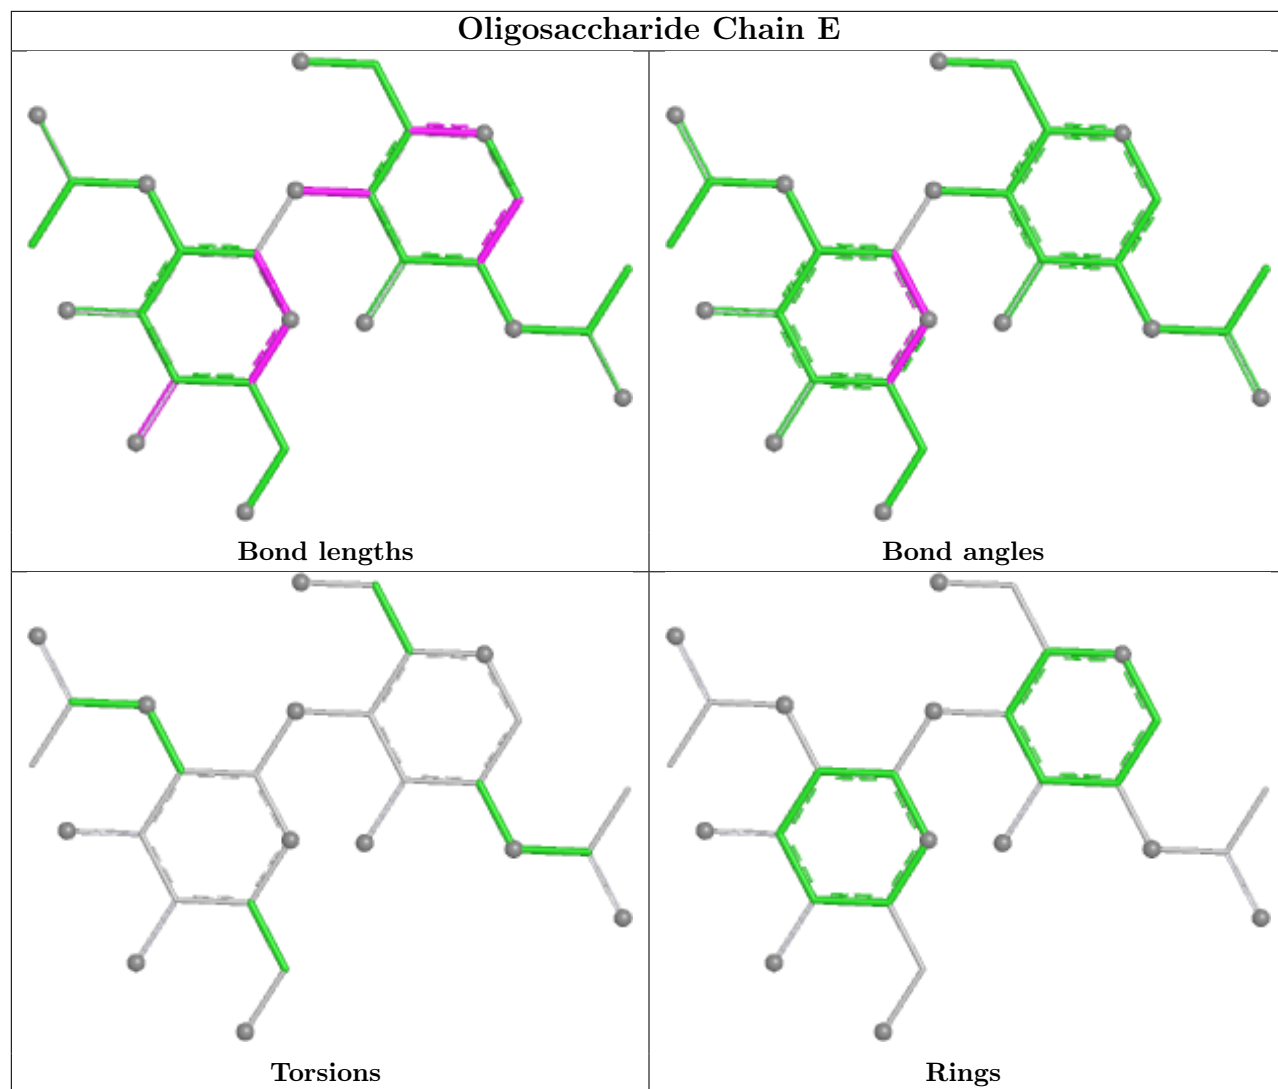 Oligosaccharide Chain E
Bond lengths
Bond angles
Torsions
Rings